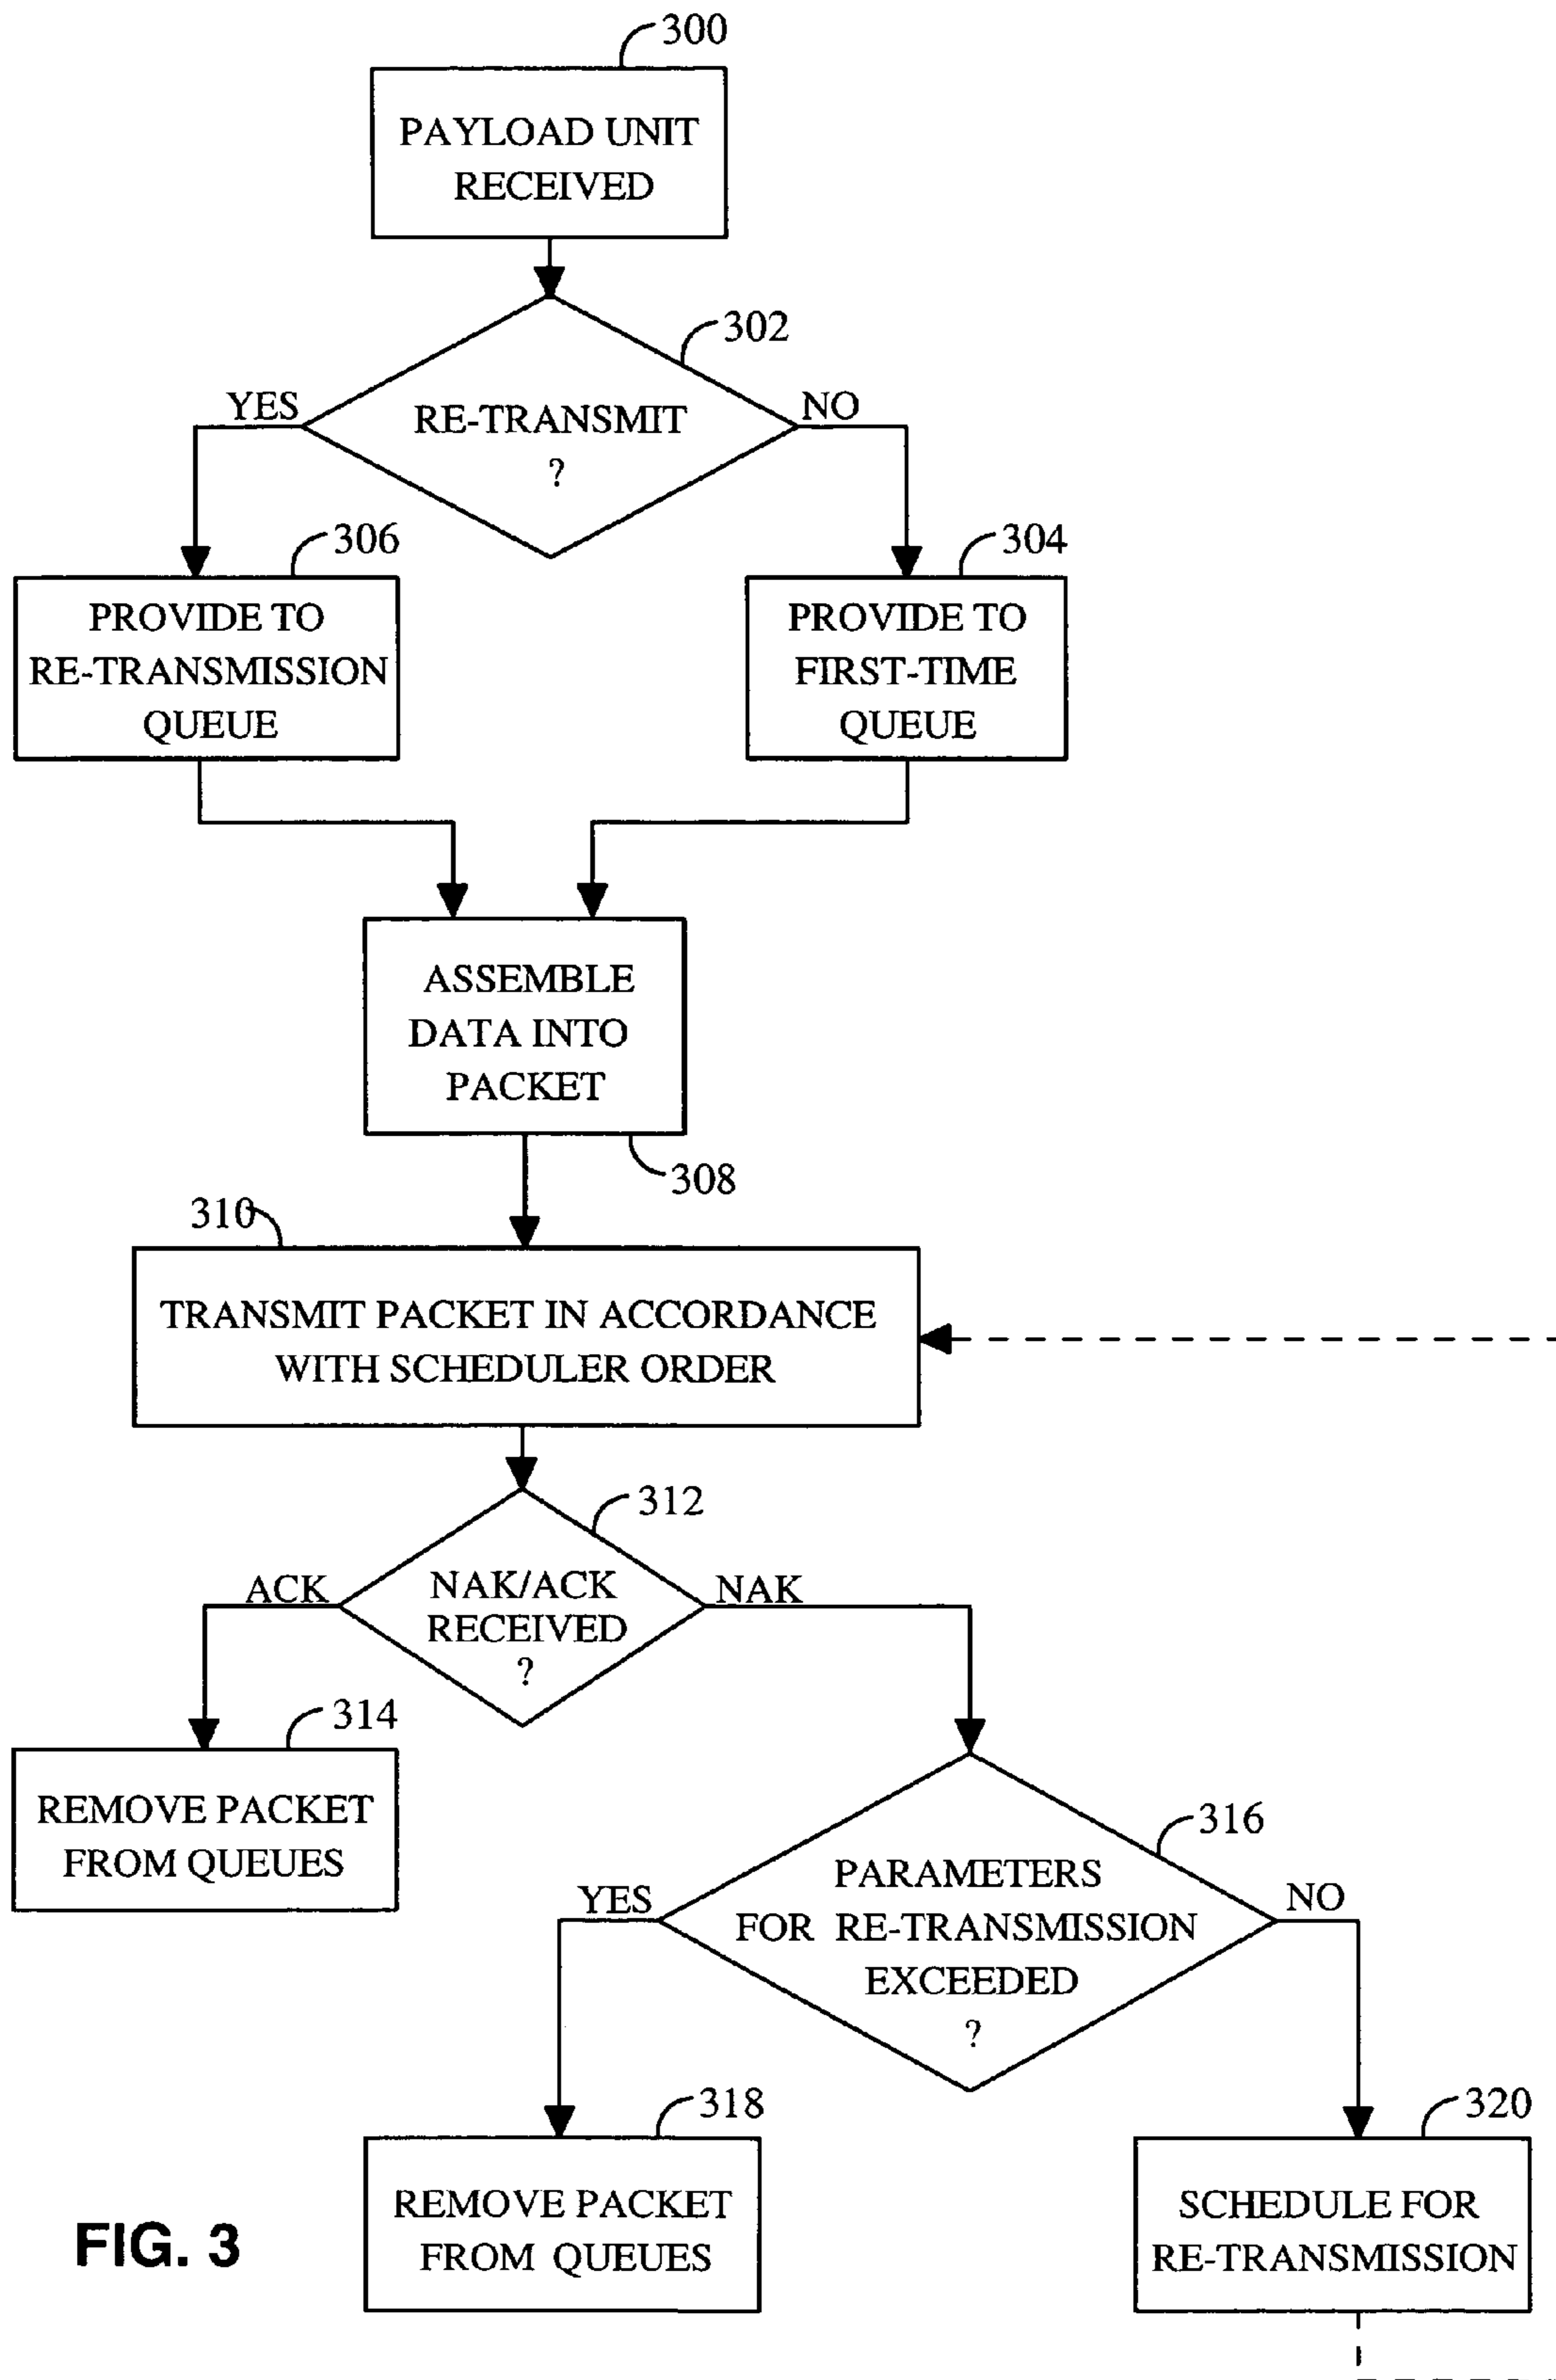 300
PAYLOAD UNIT
RECEIVED
302
YES
RE-TRANSMIT
?
NO
306
304
PROVIDE TO
RE-TRANSMISSION
QUEUE
PROVIDE TO
FIRST-TIME
QUEUE
ASSEMBLE
DATA INTO
PACKET
308
310
TRANSMIT PACKET IN ACCORDANCE
WITH SCHEDULER ORDER
312
ACK
NAK/ACK
RECEIVED
?
NAK
314
REMOVE PACKET
FROM QUEUES
316
YES
PARAMETERS
FOR RE-TRANSMISSION
EXCEEDED
?
NO
318
320
REMOVE PACKET
FROM QUEUES
SCHEDULE FOR
RE-TRANSMISSION
FIG. 3